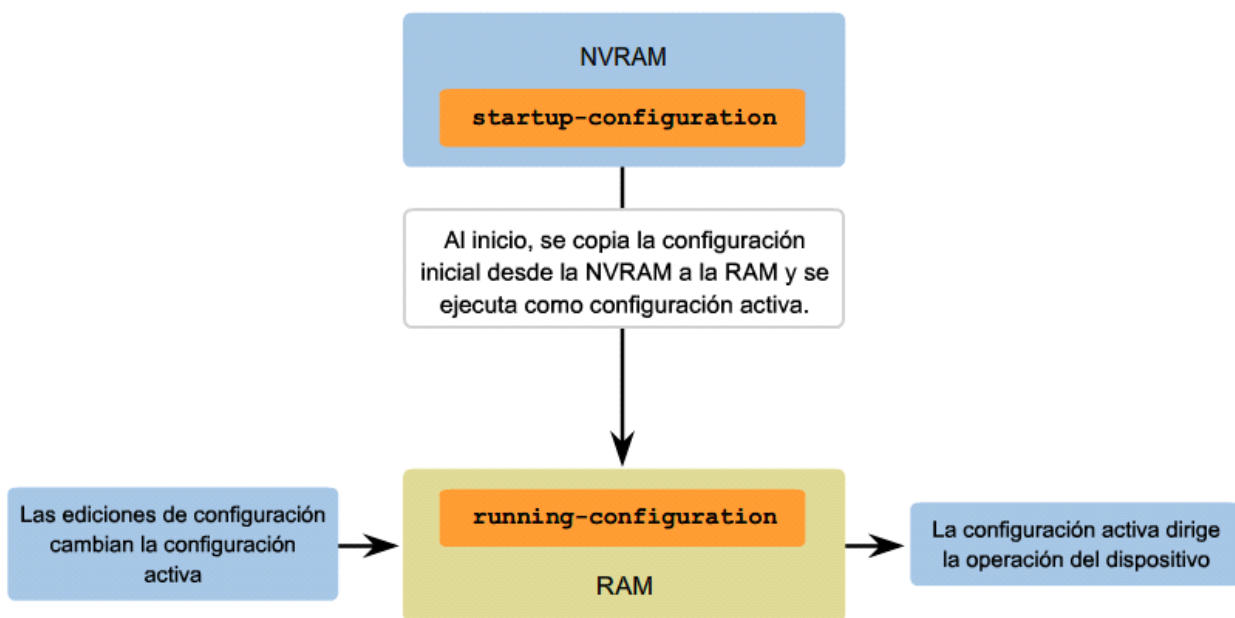 NVRAM
startup-configuration
Al inicio, se copia la configuración
inicial desde la NVRAM a la RAM y se
ejecuta como configuración activa.
Las ediciones de configuración
cambian la configuración
activa
running-configuration
RAM
La configuración activa dirige
la operación del dispositivo